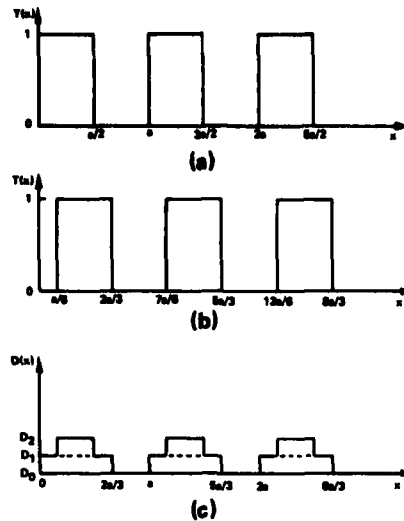 T(x)
1
0
a/2 a 3a/2 2a 5a/2 x
(a)
T(x)
1
0
a/6 2a/3 7a/6 5a/3 13a/6 8a/3 x
(b)
D(x)
D2
D1
D0
0 2a/3 a 5a/3 2a 8a/3 x
(c)